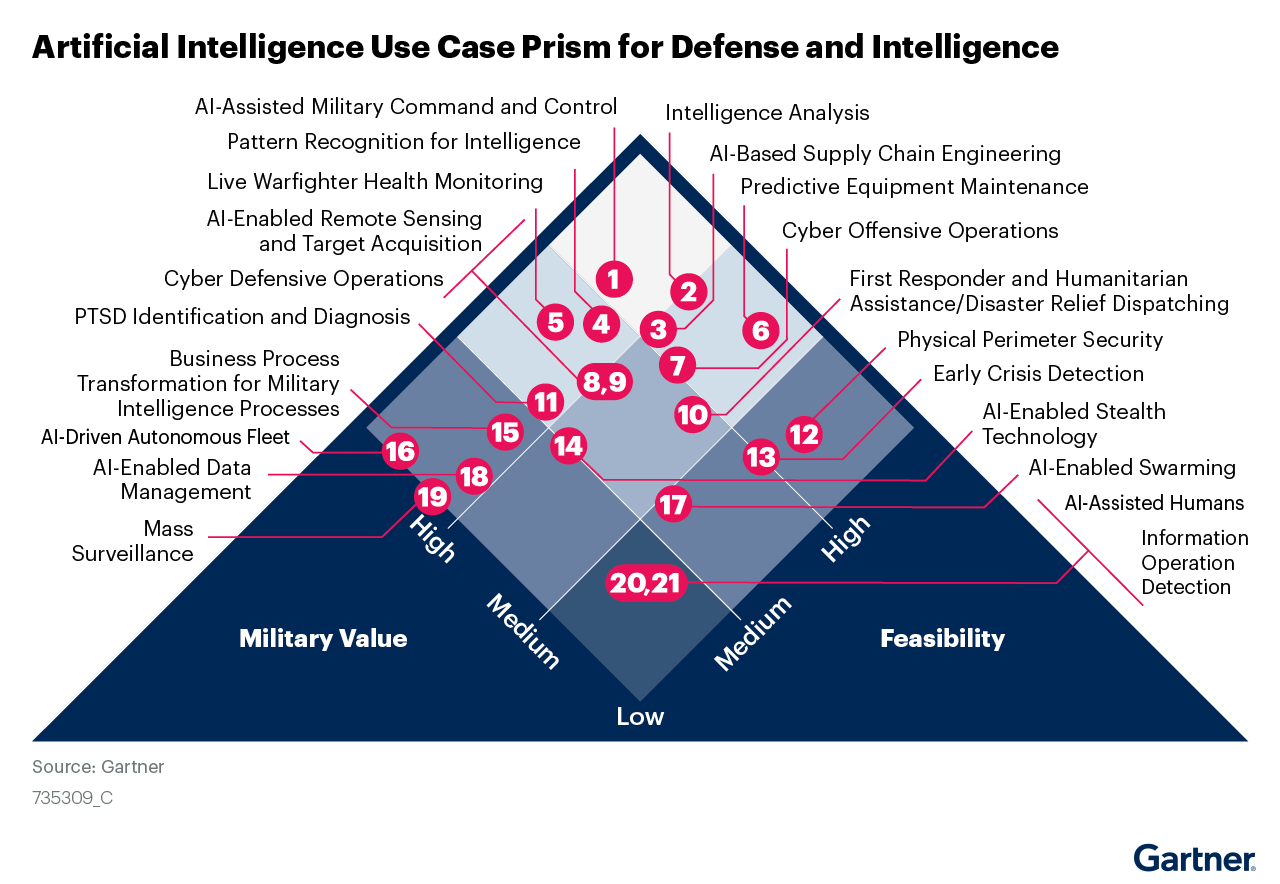 Artificial Intelligence Use Case Prism for Defense and Intelligence
AI-Assisted Military Command and Control
Pattern Recognition for Intelligence
Live Warfighter Health Monitoring
AI-Enabled Remote Sensing
and Target Acquisition
Cyber Defensive Operations
PTSD Identification and Diagnosis
Business Process
Transformation for Military
Intelligence Processes
AI-Driven Autonomous Fleet
AI-Enabled Data
Management
Mass
Surveillance
Intelligence Analysis
AI-Based Supply Chain Engineering
Predictive Equipment Maintenance
Cyber Offensive Operations
First Responder and Humanitarian
Assistance/Disaster Relief Dispatching
Physical Perimeter Security
Early Crisis Detection
AI-Enabled Stealth
Technology
AI-Enabled Swarming
AI-Assisted Humans
Information
Operation
Detection
1
2
3
4
5
6
7
8,9
10
11
12
13
14
15
16
17
18
19
20,21
High
Medium
Low
Medium
High
Military Value
Feasibility
Source: Gartner
735309_C
Gartner®